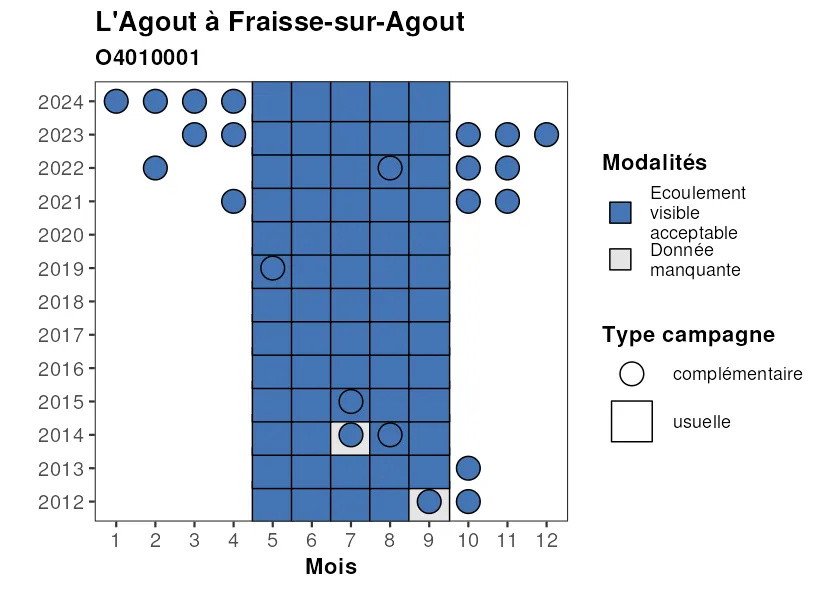 L'Agout à Fraisse-sur-Agout
O4010001
2024
2023
2022
2021
2020
2019
2018
2017
2016
2015
2014
2013
2012
1 2 3 4 5 6 7 8 9 10 11 12
Mois
Modalités
Ecoulement
visible
acceptable
Donnée
manquante
Type campagne
complémentaire
usuelle